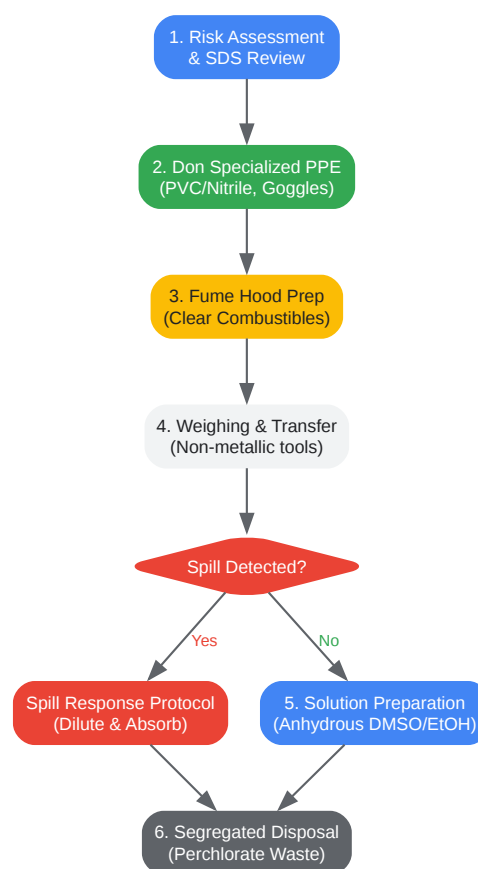 1. Risk Assessment
& SDS Review
2. Don Specialized PPE
(PVC/Nitrile, Goggles)
3. Fume Hood Prep
(Clear Combustibles)
4. Weighing & Transfer
(Non-metallic tools)
Spill Detected?
Yes
No
Spill Response Protocol
(Dilute & Absorb)
5. Solution Preparation
(Anhydrous DMSO/EtOH)
6. Segregated Disposal
(Perchlorate Waste)